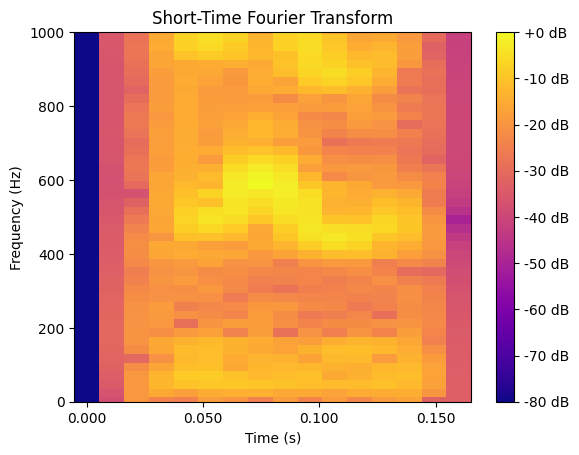 Short-Time Fourier Transform
1000
800
600
400
200
0
Frequency (Hz)
0.000
0.050
0.100
0.150
Time (s)
+0 dB
-10 dB
-20 dB
-30 dB
-40 dB
-50 dB
-60 dB
-70 dB
-80 dB